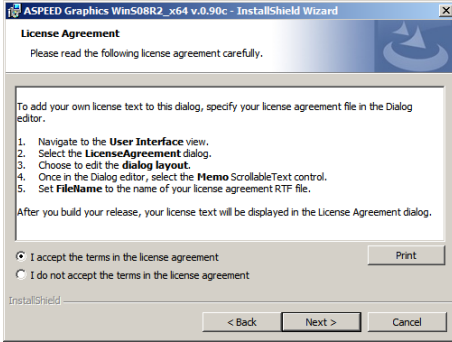 ASPEED Graphics Win508R2_x64 v.0.90c - InstallShield Wizard
License Agreement
Please read the following license agreement carefully.
To add your own license text to this dialog, specify your license agreement file in the Dialog
editor.
1. Navigate to the User Interface view.
2. Select the LicenseAgreement dialog.
3. Choose to edit the dialog layout.
4. Once in the Dialog editor, select the Memo ScrollableText control.
5. Set FileName to the name of your license agreement RTF file.
After you build your release, your license text will be displayed in the License Agreement dialog.
I accept the terms in the license agreement
Print
I do not accept the terms in the license agreement
InstallShield
< Back Next > Cancel